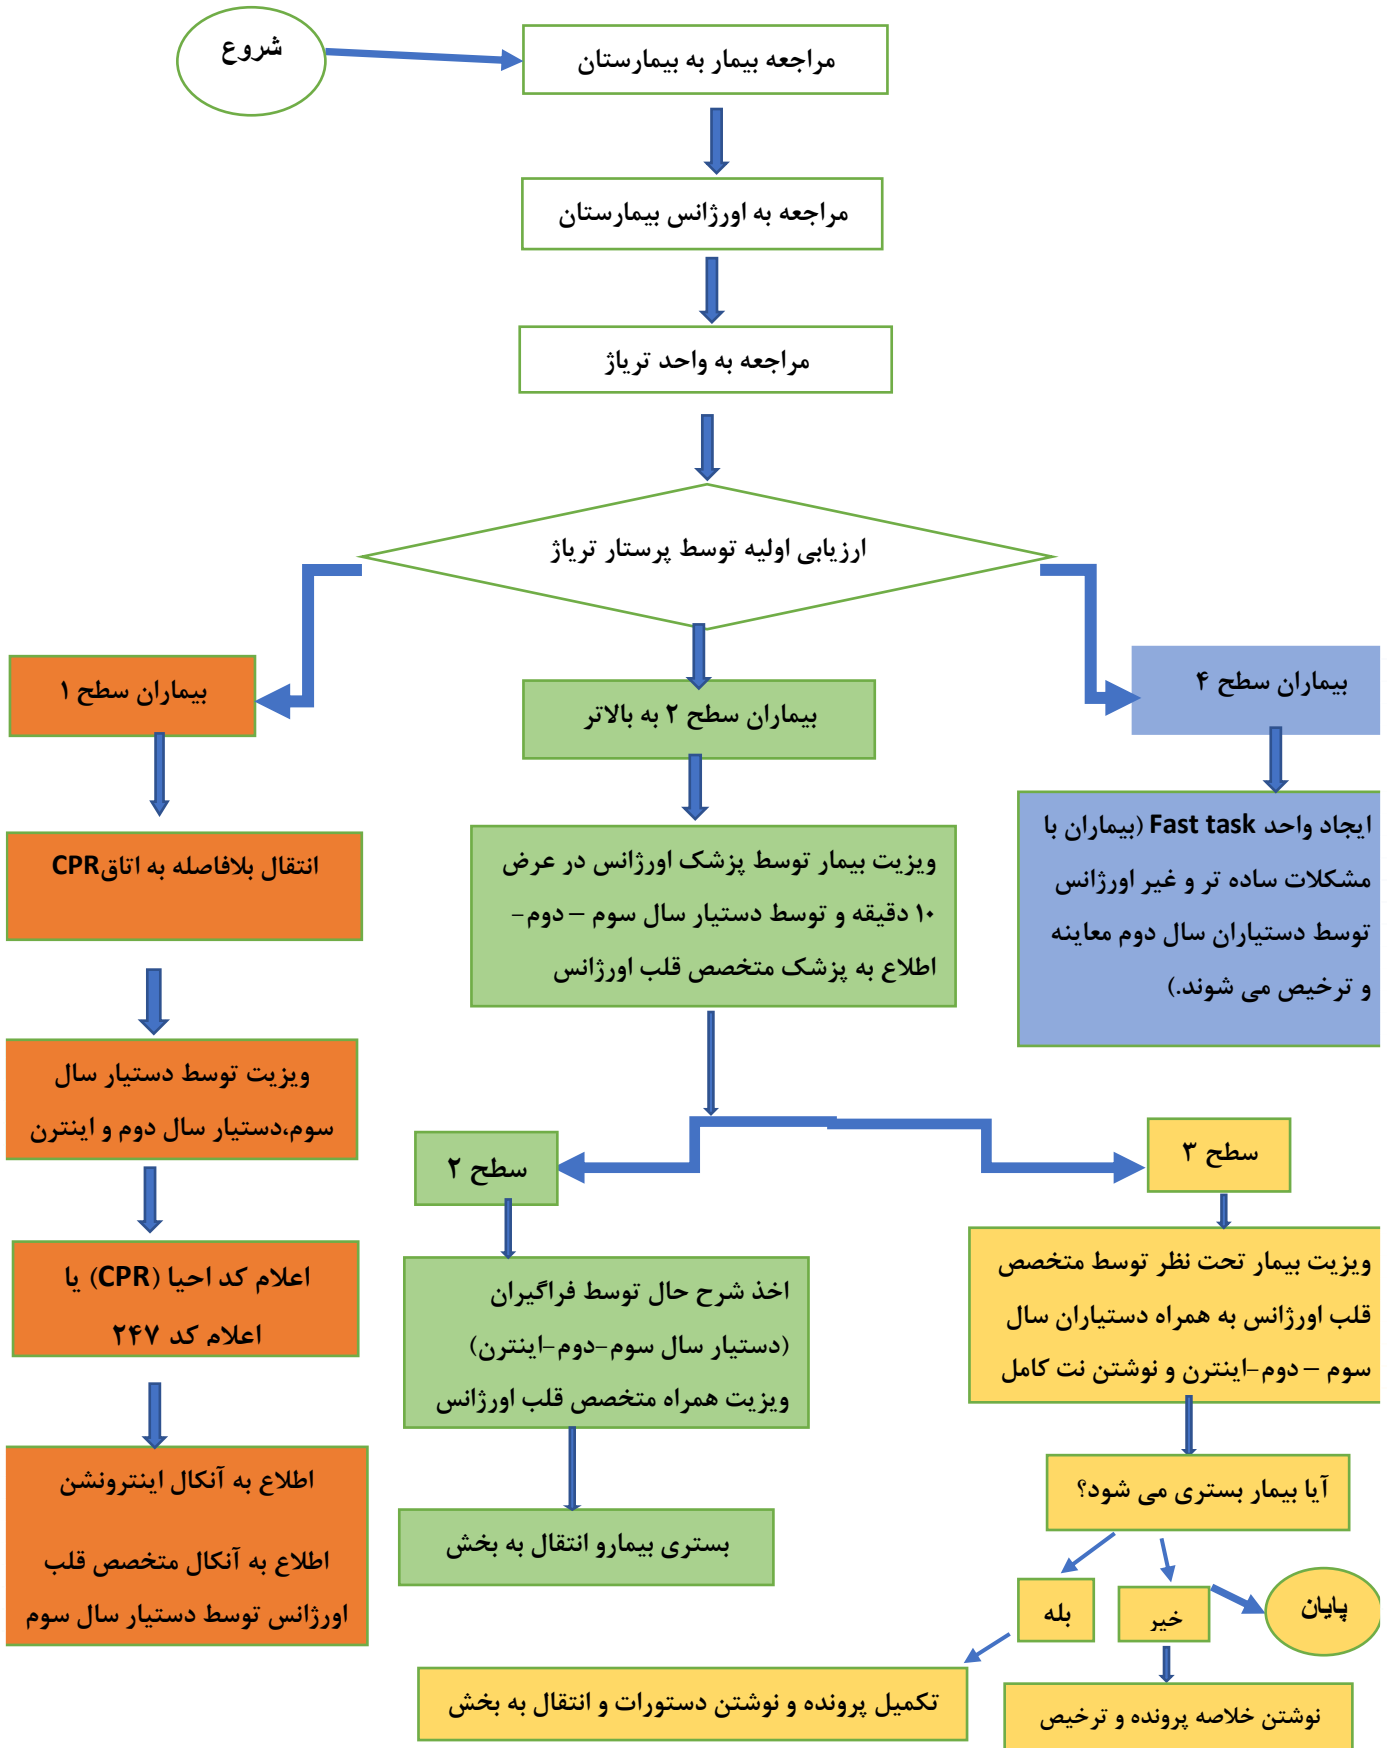 شروع
مراجعه بیمار به بیمارستان
مراجعه به اورژانس بیمارستان
مراجعه به واحد تریاژ
ارزیابی اولیه توسط پرستار تریاژ
بیماران سطح ۱
انتقال بلافاصله به اتاقCPR
ویزیت توسط دستیار سال
سوم،دستیار سال دوم و اینترن
اعلام کد احیا (CPR) یا
اعلام کد ۲۴۷
اطلاع به آنکال اینترونشن
اطلاع به آنکال متخصص قلب
اورژانس توسط دستیار سال سوم
بیماران سطح ۲ به بالاتر
ویزیت بیمار توسط پزشک اورژانس در عرض
۱۰ دقیقه و توسط دستیار سال سوم – دوم-
اطلاع به پزشک متخصص قلب اورژانس
سطح ۲
اخذ شرح حال توسط فراگیران
(دستیار سال سوم-دوم-اینترن)
ویزیت همراه متخصص قلب اورژانس
بستری بیمارو انتقال به بخش
سطح ۳
ویزیت بیمار تحت نظر توسط متخصص
قلب اورژانس به همراه دستیاران سال
سوم – دوم-اینترن و نوشتن نت کامل
آیا بیمار بستری می شود؟
بله
خیر
پایان
تکمیل پرونده و نوشتن دستورات و انتقال به بخش
نوشتن خلاصه پرونده و ترخیص
بیماران سطح ۴
ایجاد واحد Fast task (بیماران با
مشکلات ساده تر و غیر اورژانس
توسط دستیاران سال دوم معاینه
و ترخیص می شوند.)